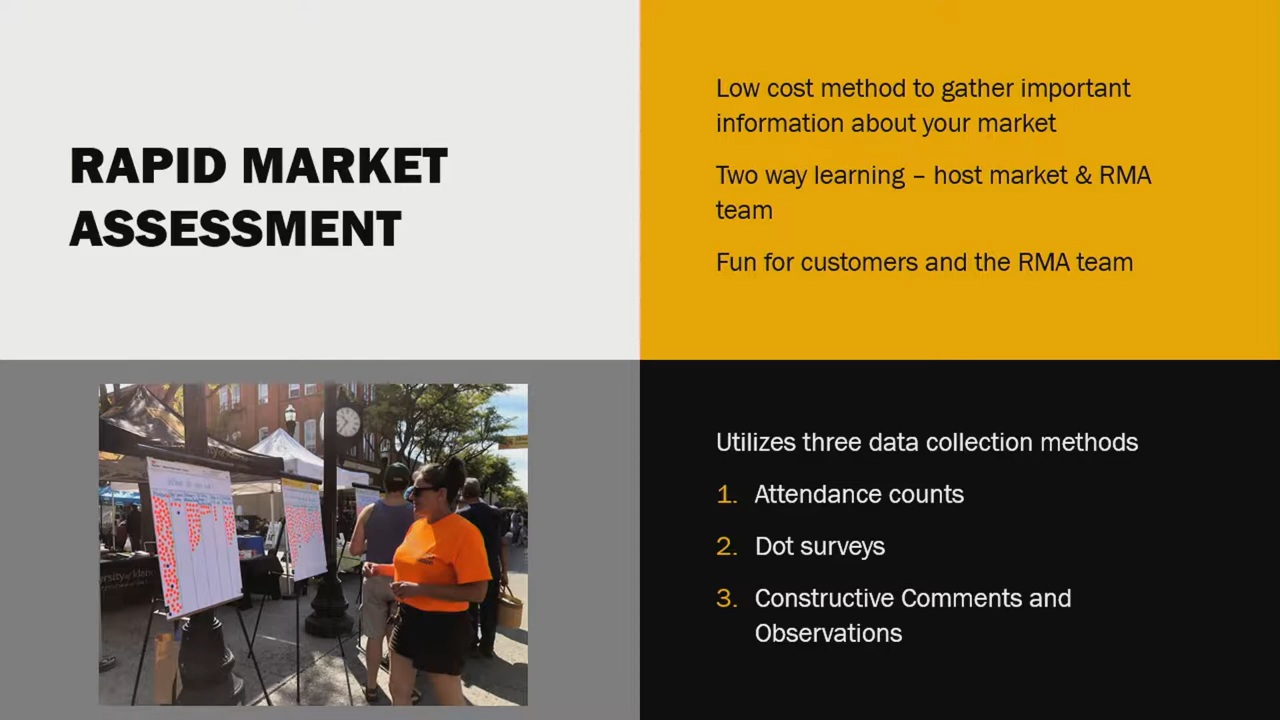 RAPID MARKET
ASSESSMENT
Low cost method to gather important
information about your market
Two way learning – host market & RMA
team
Fun for customers and the RMA team
Utilizes three data collection methods
1. Attendance counts
2. Dot surveys
3. Constructive Comments and
Observations